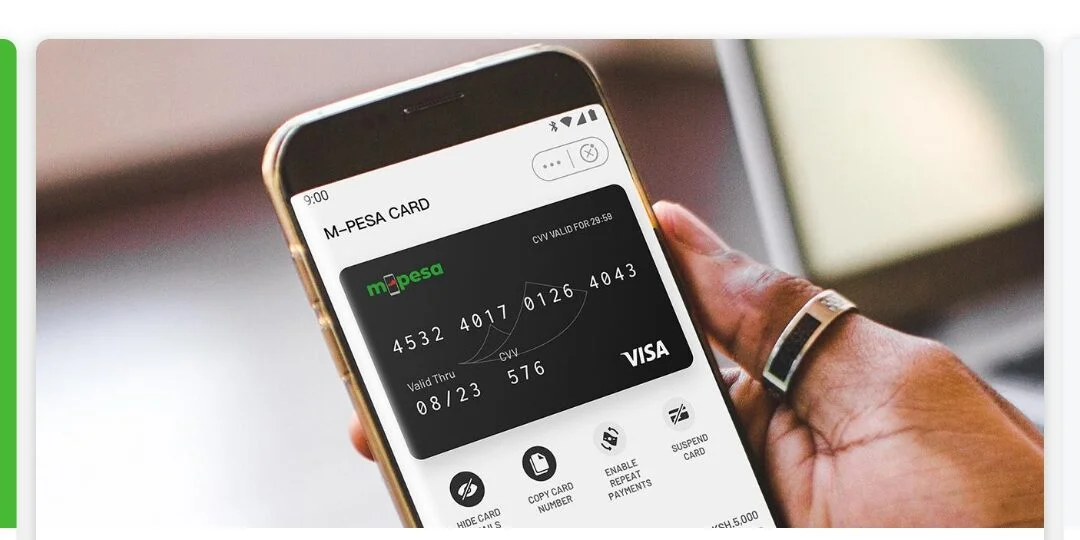 9:00
M-PESA CARD
CVV VALID FOR 29:59
m pesa
4532 4017 0126 4043
Valid Thru
08/23
CVV
576
VISA
HIDE CARD
COPY CARD
NUMBER
ENABLE
REPEAT
PAYMENTS
SUSPEND
CARD
KSH.5,000